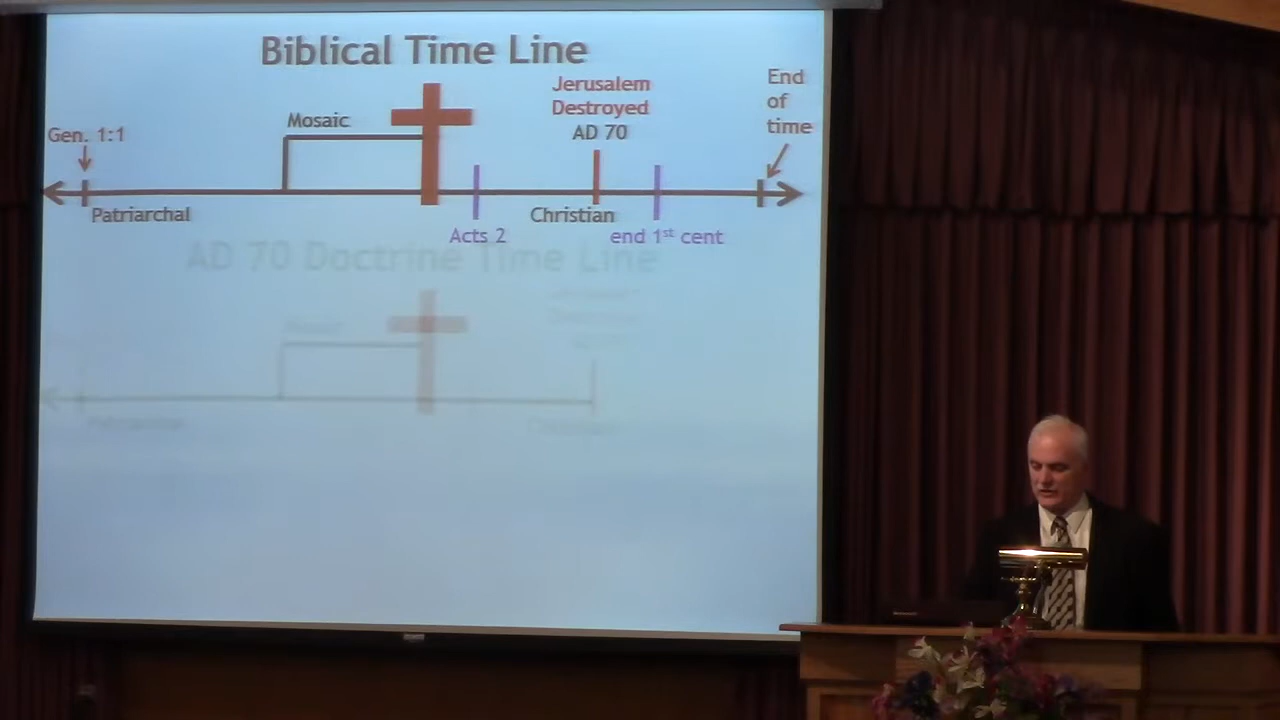 Biblical Time Line
Jerusalem
Destroyed
AD 70
End
of
time
Mosaic
Gen. 1:1
Patriarchal
Christian
Acts 2
end 1st cent
AD 70 Doctrine Time Line